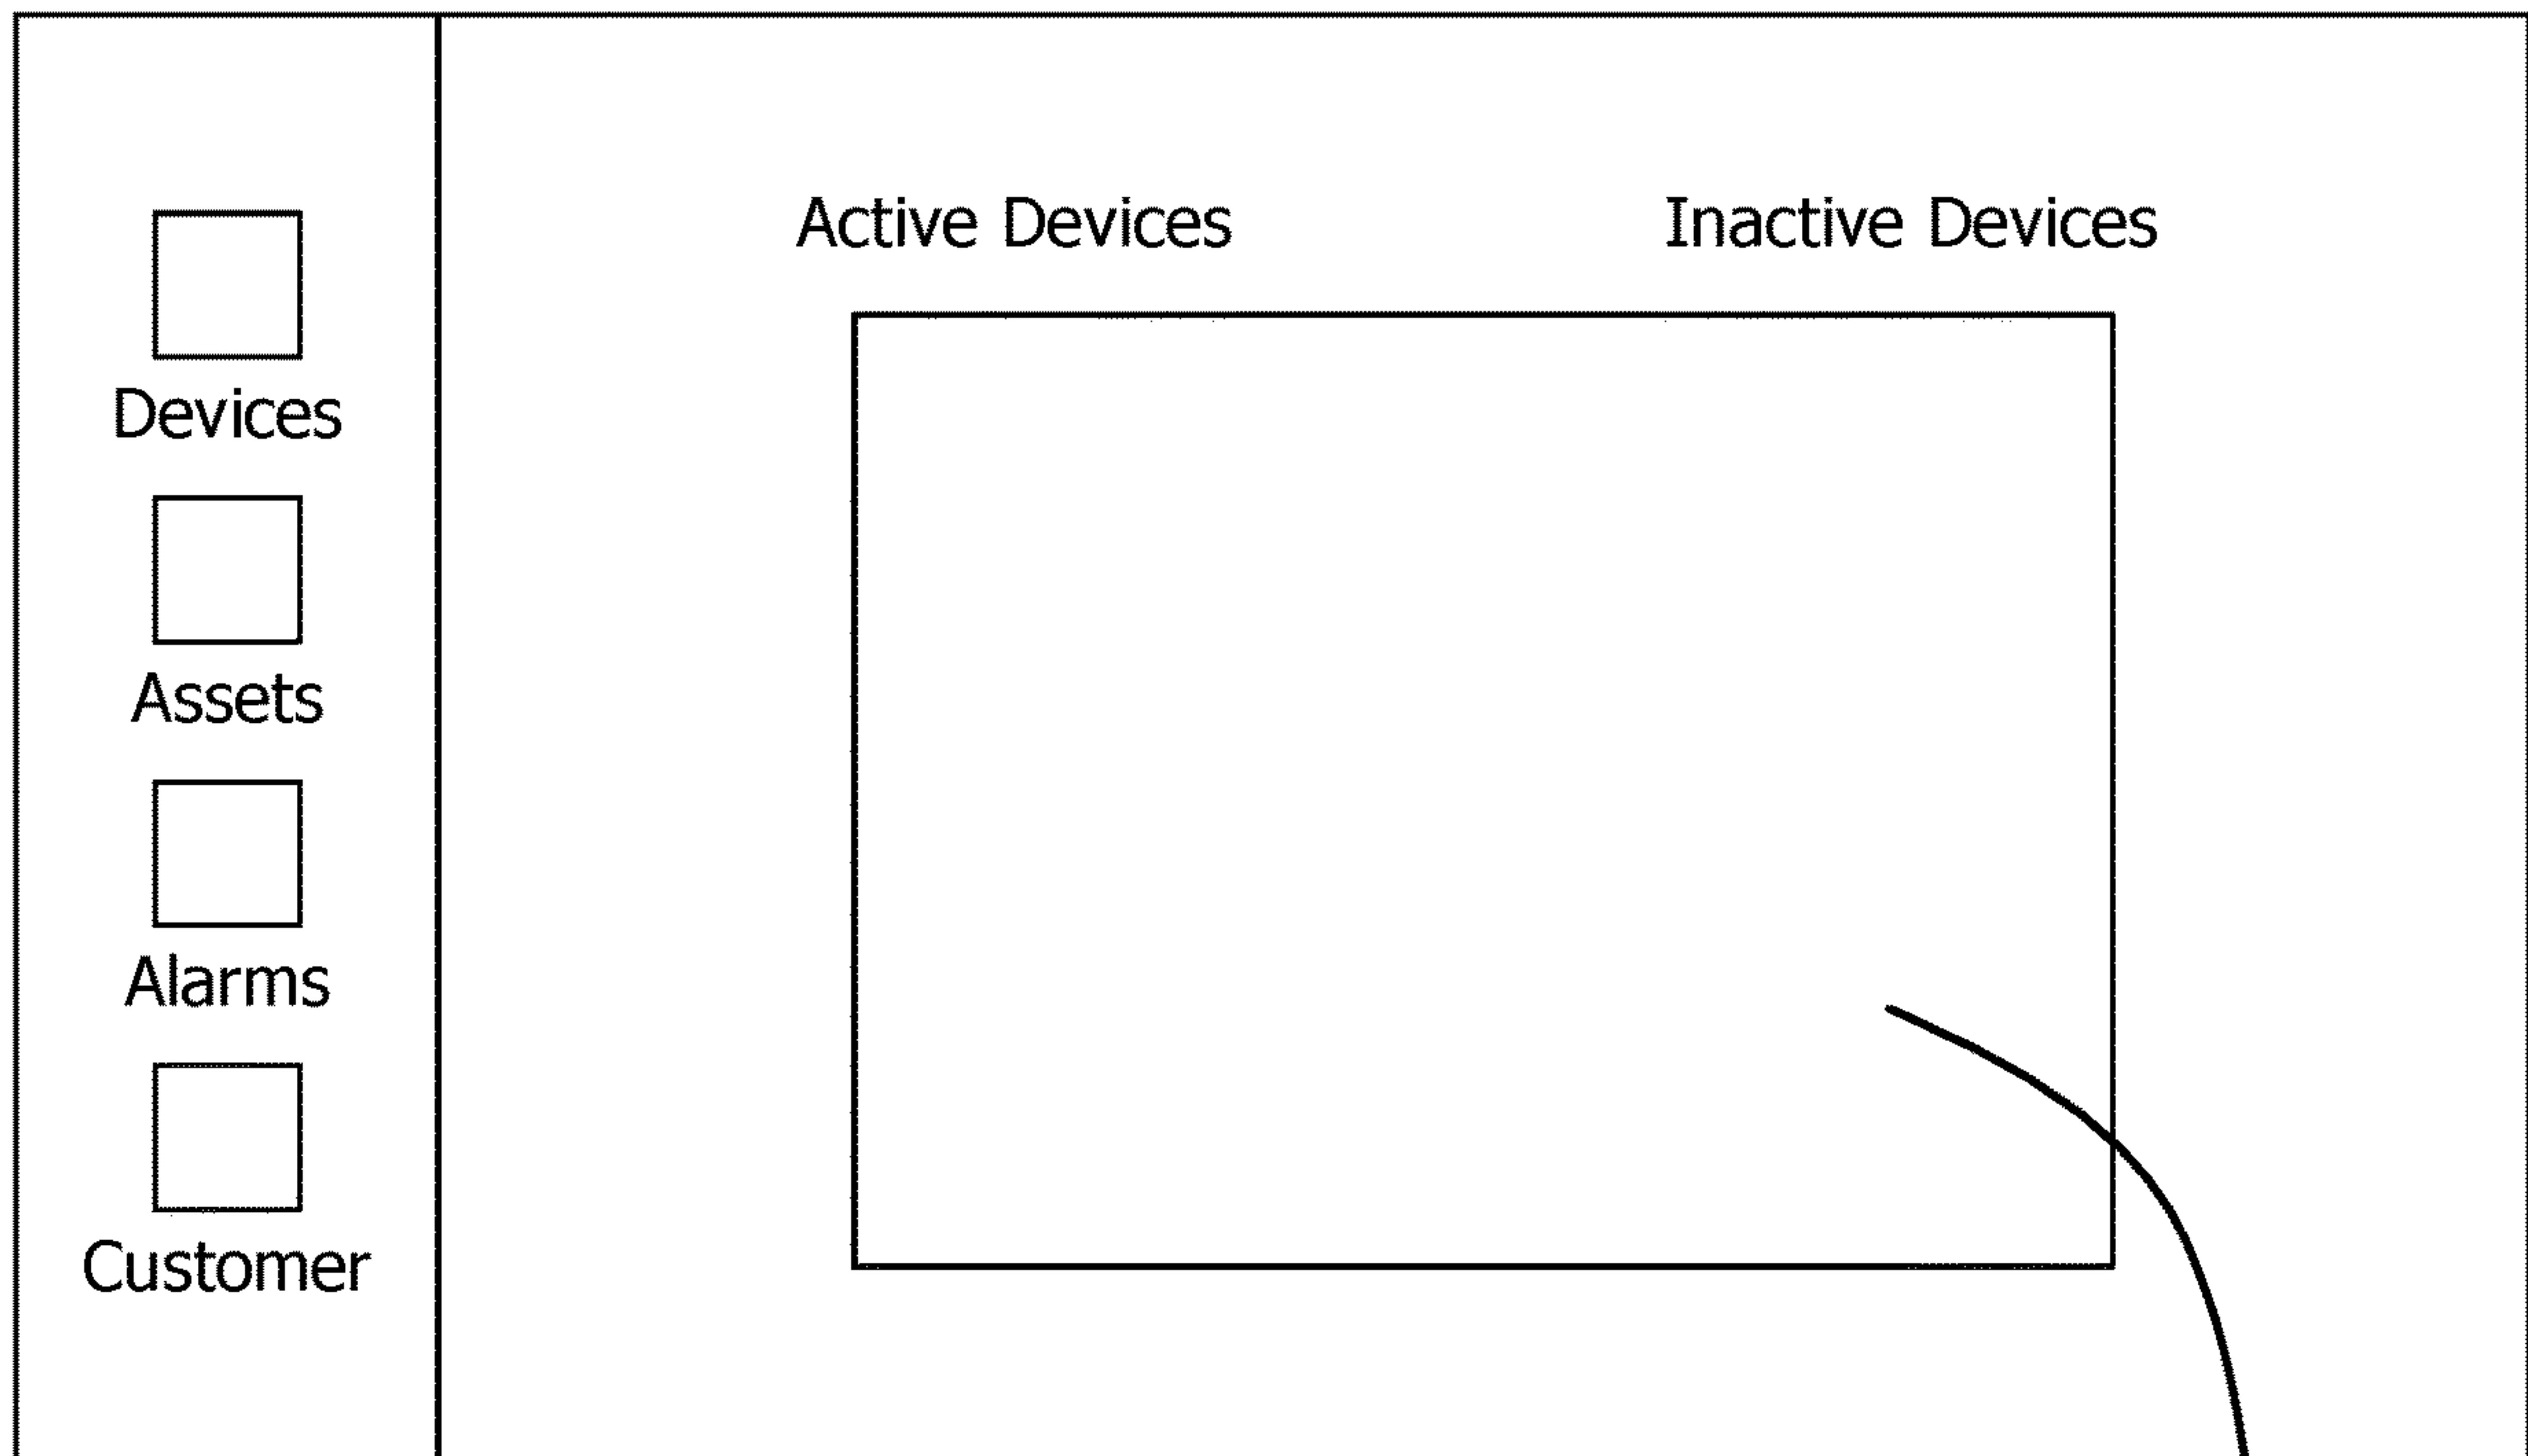 Active Devices
Inactive Devices
Devices
Assets
Alarms
Customer